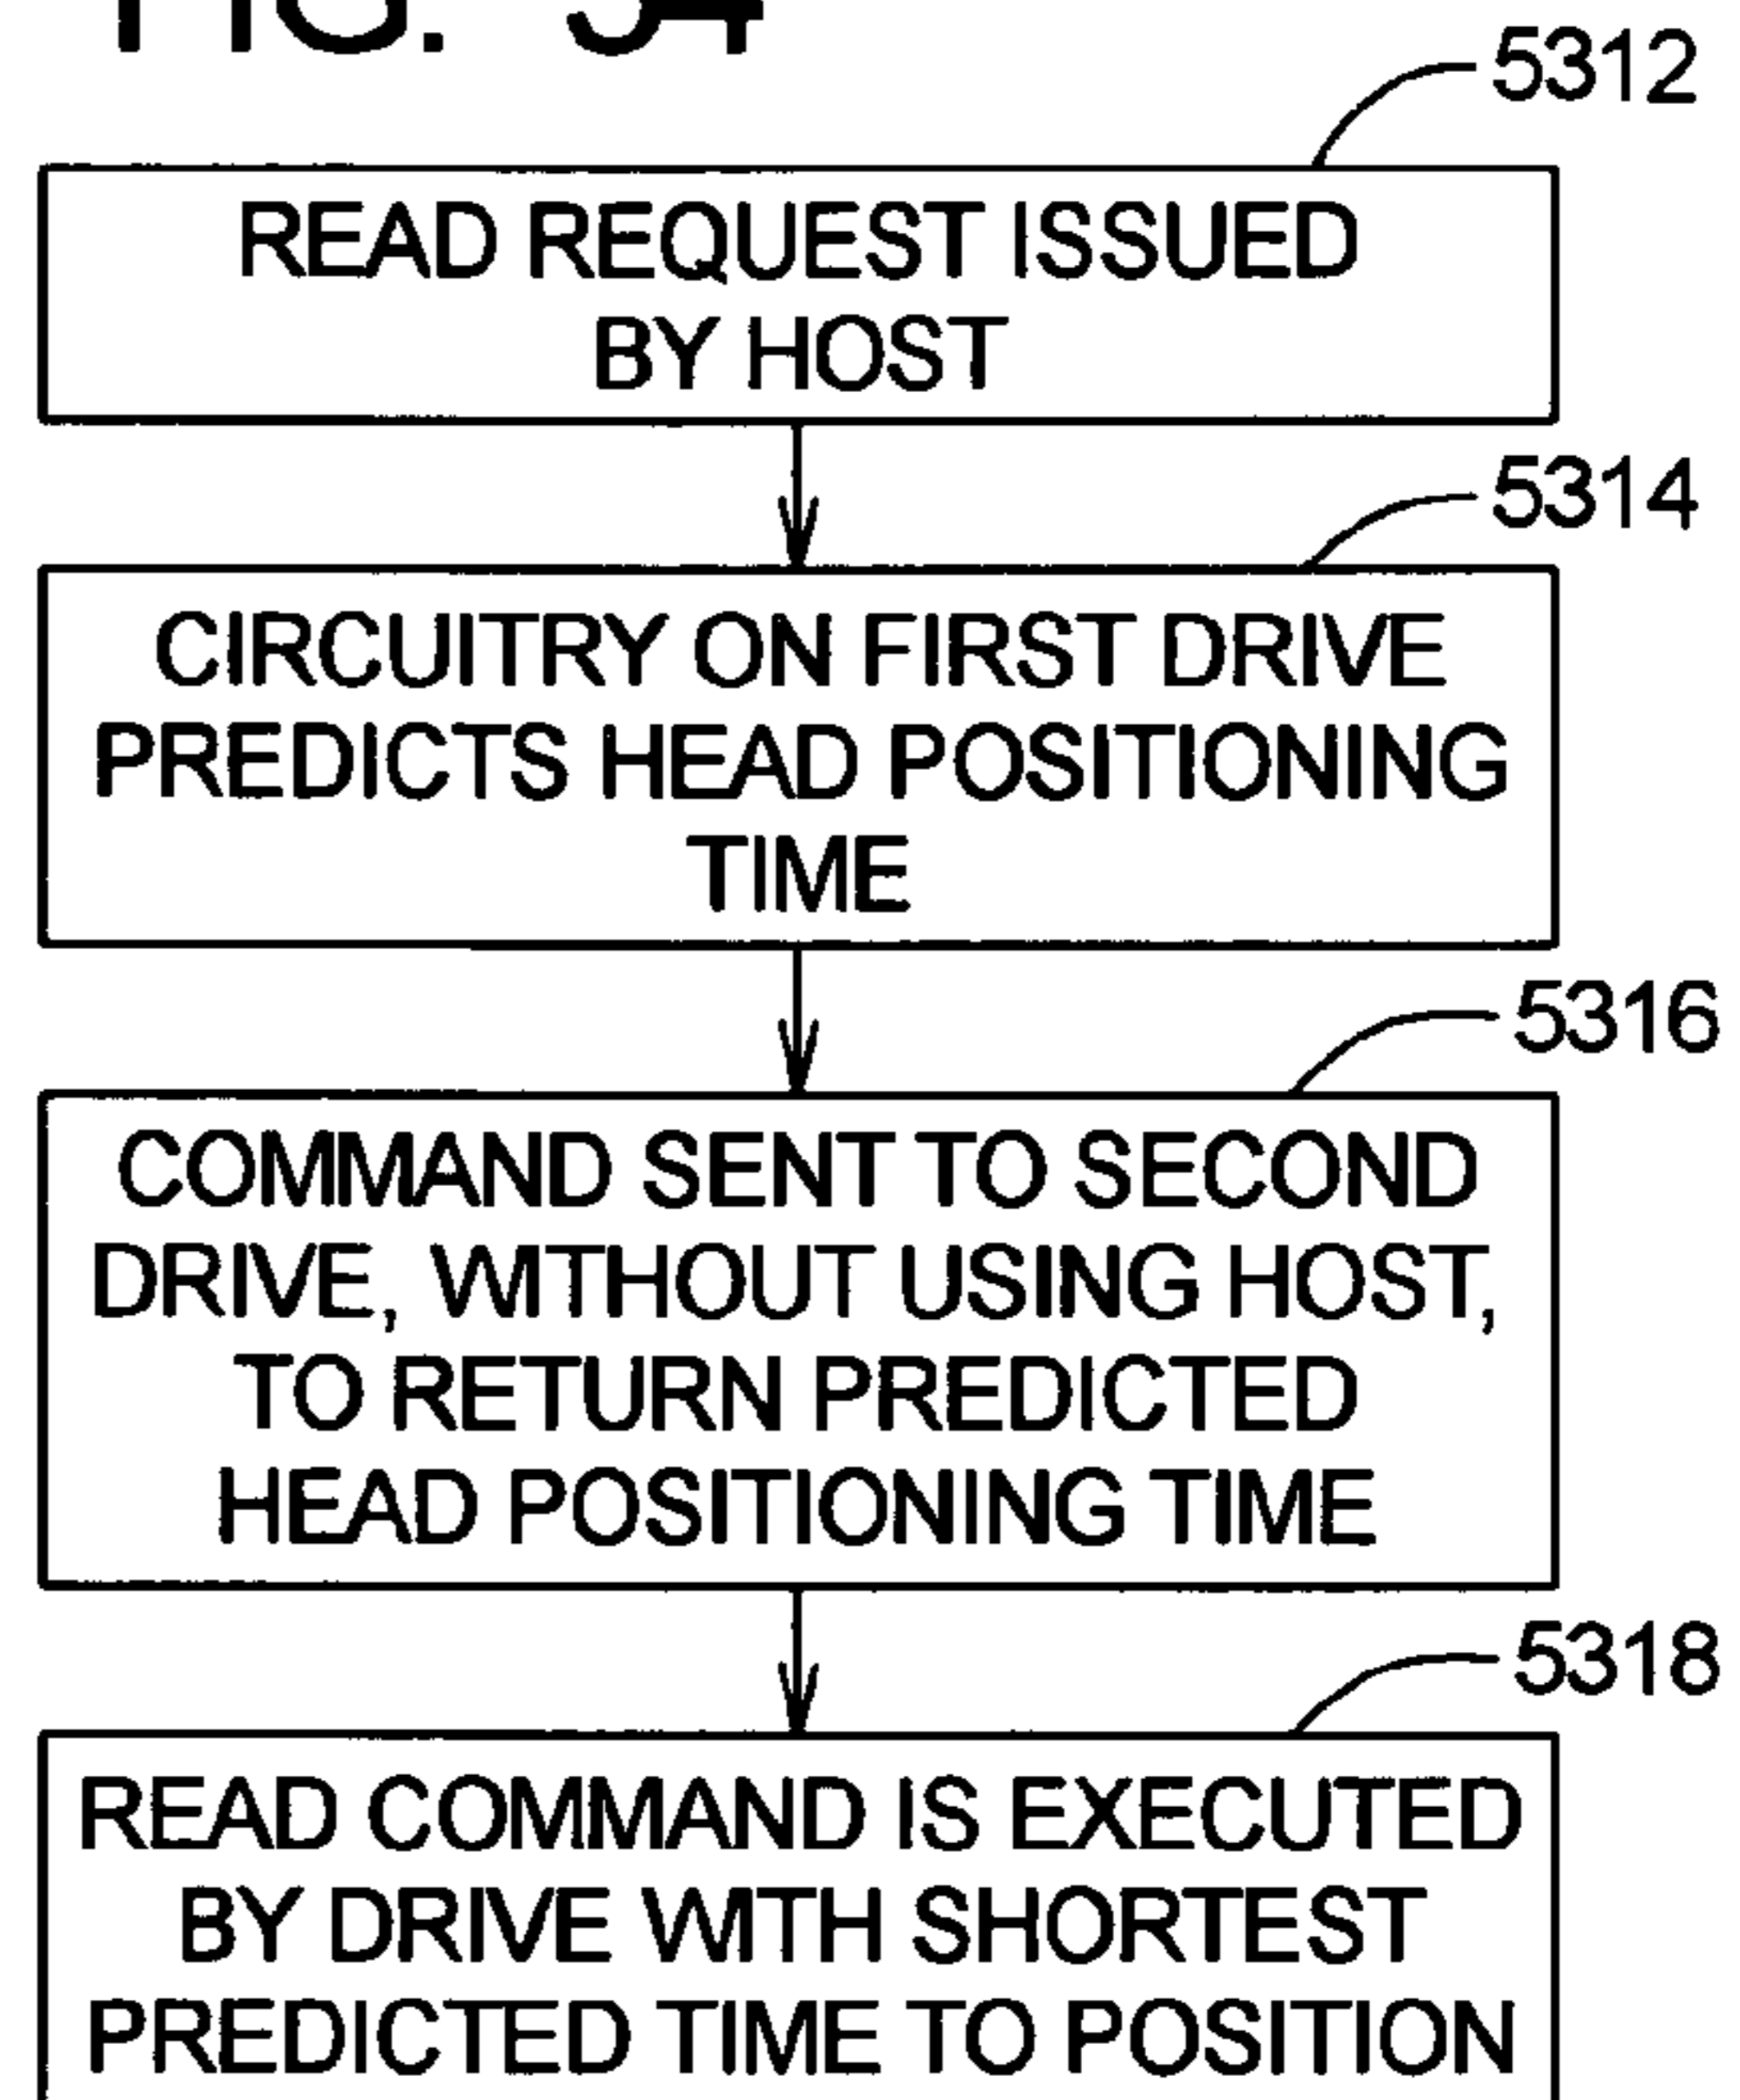 FIG. 54
5312
READ REQUEST ISSUED
BY HOST
5314
CIRCUITRY ON FIRST DRIVE
PREDICTS HEAD POSITIONING
TIME
5316
COMMAND SENT TO SECOND
DRIVE, WITHOUT USING HOST,
TO RETURN PREDICTED
HEAD POSITIONING TIME
5318
READ COMMAND IS EXECUTED
BY DRIVE WITH SHORTEST
PREDICTED TIME TO POSITION